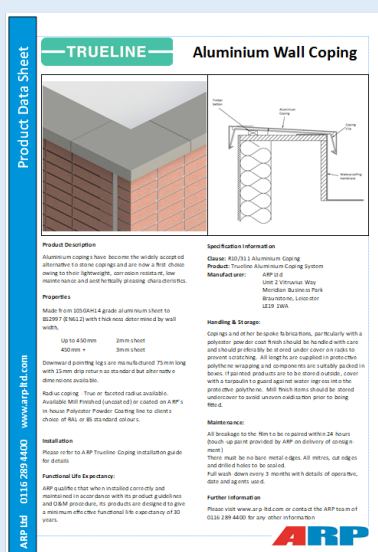 TRUELINE
Aluminium Wall Coping
Product Data Sheet
www.arp-ltd.com
0116 289 4400
ARP Ltd
Timber batten
Aluminium Coping
Coping Clip
Waterproofing membrane
Product Description
Aluminium copings have become the widely accepted
alternative to stone copings and are now a first choice
owing to their lightweight, corrosion resistant, low
maintenance and aesthetically pleasing characteristics.
Properties
Made from 1050AH14 grade aluminum sheet to
BS2997 (EN612) with thickness determined by wall
width,
Up to 450mm 2mm sheet
450mm + 3mm sheet
Downward pointing legs are manufactured 75mm long
with 15mm drip return as standard but alternative
dimensions available.
Radius coping - True or faceted radius available.
Available Mill Finished (uncoated) or coated on ARP's
in house Polyester Powder Coating line to clients
choice of RAL or BS standard colours.
Installation
Please refer to ARP Trueline Coping installation guide
for details
Functional Life Expectancy:
ARP qualifies that when installed correctly and
maintained in accordance with its product guidelines
and O&M procedure, its products are designed to give
a minimum effective functional life expectancy of 30
years.
Specification Information
Clause: R10/311 Aluminium Coping
Product: Trueline Aluminium Coping System
Manufacturer: ARP Ltd
Unit 2 Vitruvius Way
Meridian Business Park
Braunstone, Leicester
LE19 1WA
Handling & Storage:
Copings and other bespoke fabrications, particularly with a
polyester powder coat finish should be handled with care
and should preferably be stored under cover on racks to
prevent scratching. All lengths are supplied in protective
polythene wrapping and components are suitably packed in
boxes. If painted products are to be stored outside, cover
with a tarpaulin to guard against water ingress into the
protective polythene. Mill finish items should be stored
undercover to avoid uneven oxidisation prior to being
fitted.
Maintenance:
All breakage to the film to be repaired within 24 hours
(touch-up paint provided by ARP on delivery of consign-
ment)
There must be no bare metal-edges. All mitres, cut edges
and drilled holes to be sealed.
Full wash down every 3 months with details of operative,
date and agents used.
Further Information
Please visit www.arp-ltd.com or contact the ARP team of
0116 289 4400 for any other information
ARP